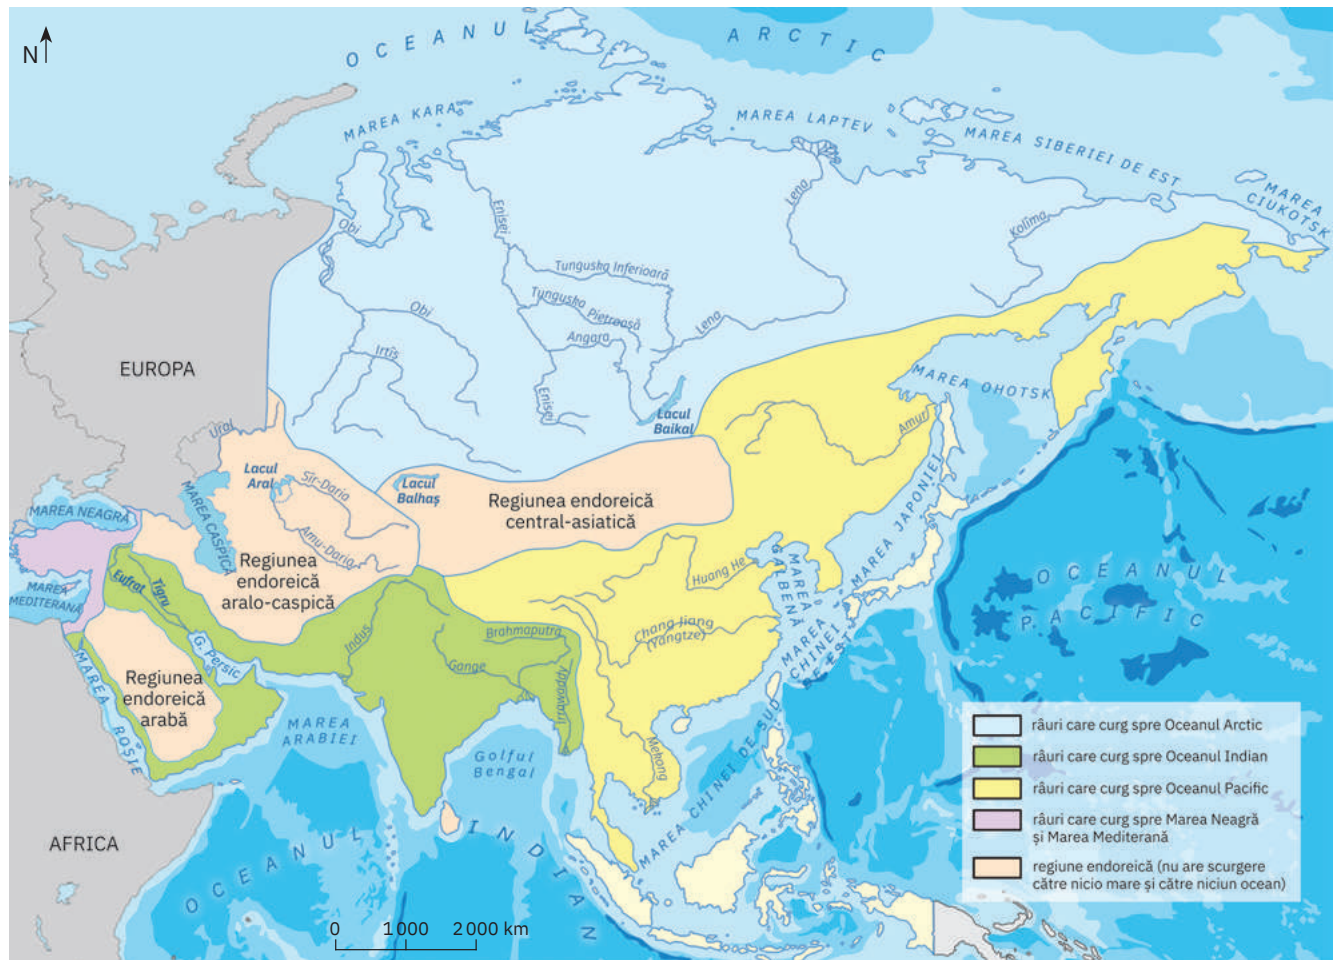 N
OCEANUL
ARCTIC
MAREA KARA
MAREA LAPTEV
MAREA SIBERIEI DE EST
MAREA
CIUKOTSK
Obi
Enisei
Lena
Kolîma
Tunguska Inferioară
Tunguska
Pietroasă
Angara
Lena
Obi
Irtîș
Enisei
EUROPA
Lacul
Baikal
MAREA OHOTSK
Amur
Ural
Lacul
Aral
Sîr-Daria
Lacul
Balhaș
Regiunea endoreică
central-asiatică
MAREA NEAGRĂ
MAREA CASPICĂ
Amu-Daria
Regiunea
endoreică
aralo-caspică
MAREA JAPONIEI
MAREA
GALBENĂ
Huang He
MAREA
MEDITERANĂ
Eufrat
Tigru
G. Persic
Indus
Brahmaputra
Gange
Irrawaddy
Chang Jiang
(Yangtze)
MAREA
CHINEI
DE EST
OCEANUL
PACIFIC
MAREA ROȘIE
Regiunea
endoreică
arabă
MAREA
ARABIEI
Golful
Bengal
Mekong
MAREA CHINEI DE SUD
AFRICA
OCEANUL
INDIAN
râuri care curg spre Oceanul Arctic
râuri care curg spre Oceanul Indian
râuri care curg spre Oceanul Pacific
râuri care curg spre Marea Neagră
și Marea Mediterană
regiune endoreică (nu are scurgere
către nicio mare și către niciun ocean)
0 1 000 2 000 km